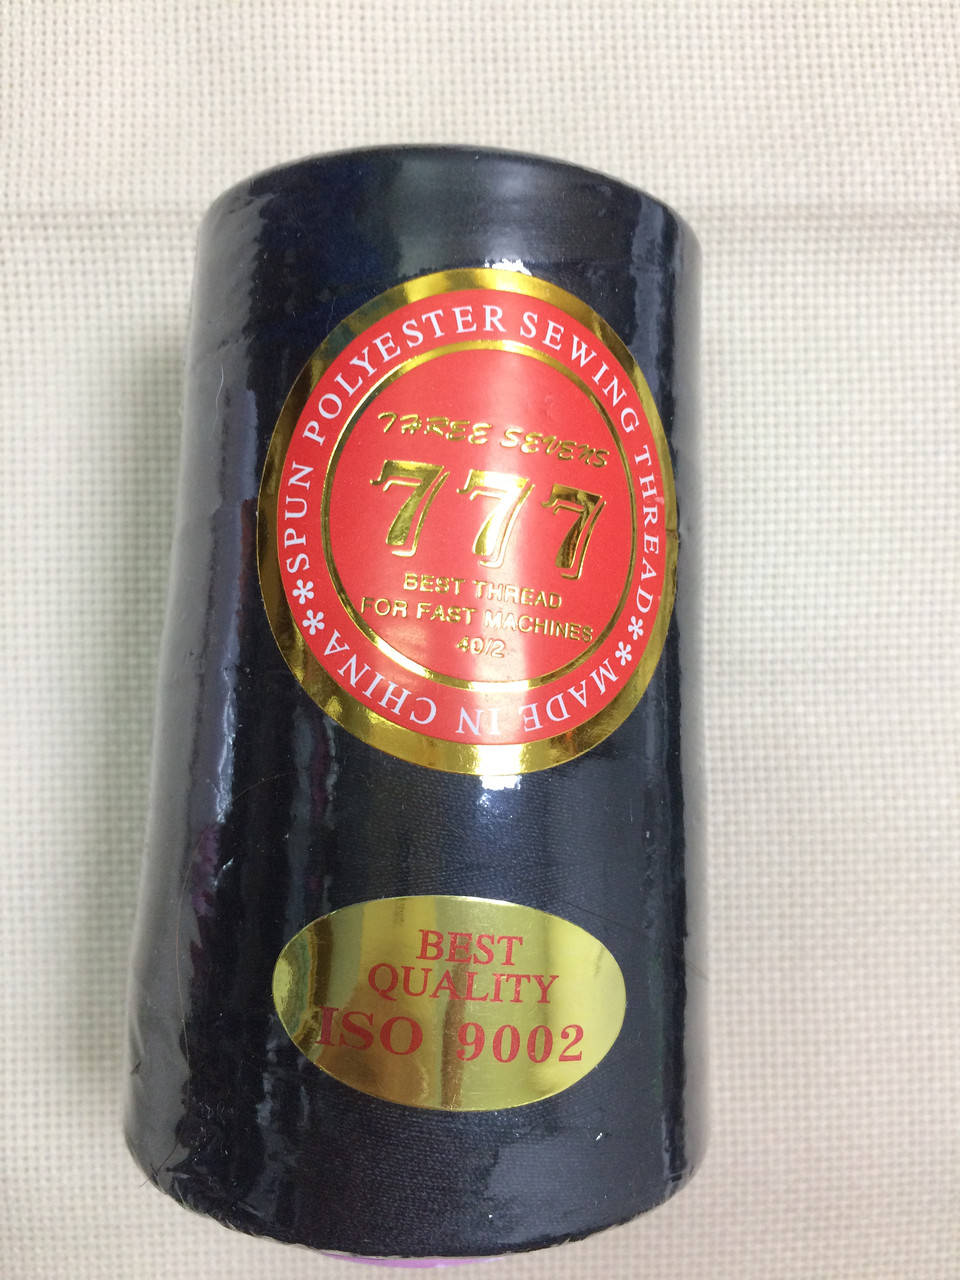 **SPUN POLYESTER SEWING THREAD**
MADE IN CHINA
THREE SEVENS
777
BEST THREAD
FOR FAST MACHINES
40/2
BEST
QUALITY
ISO 9002